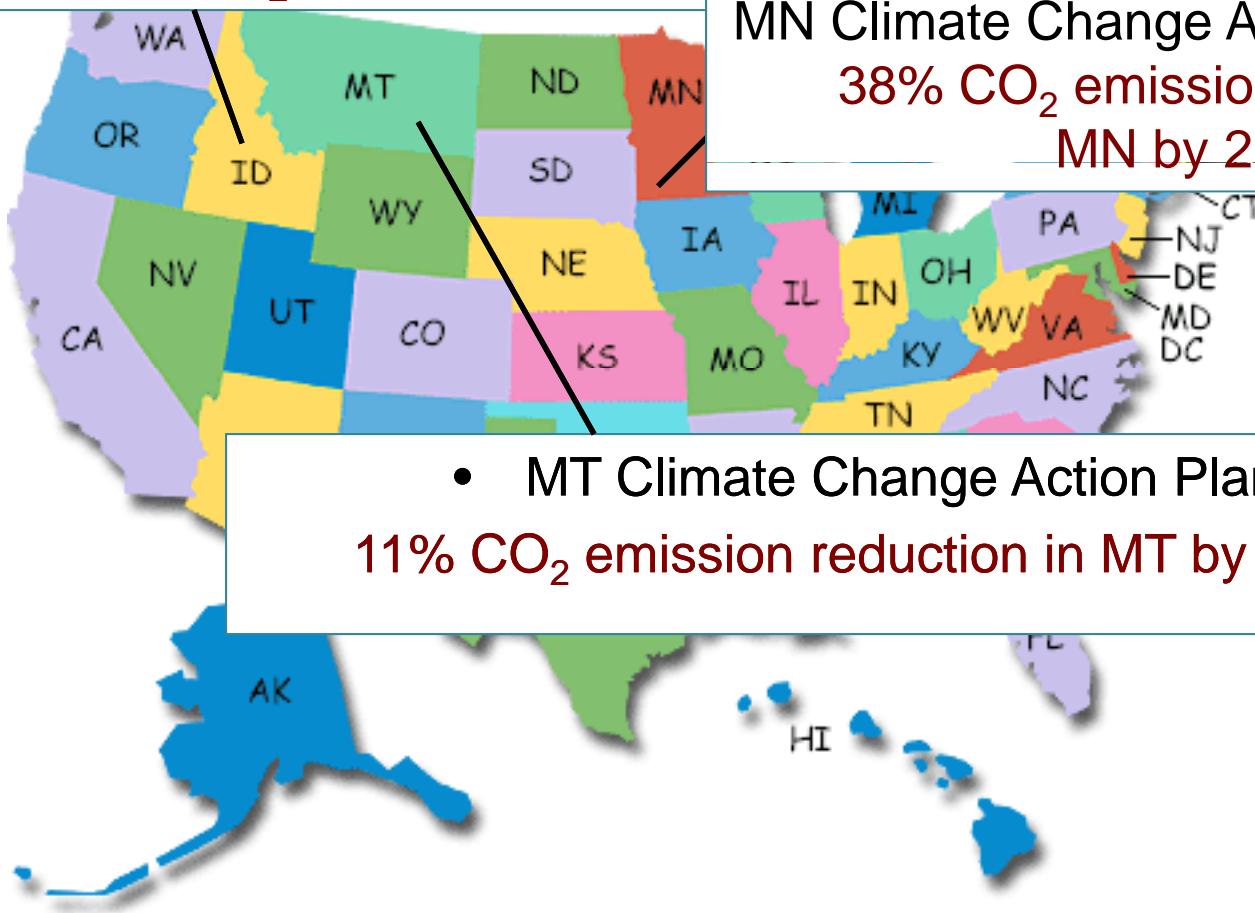 WA
MN Climate Change A
38% CO₂ emissio
MN by 2
MT
ND
MN
OR
ID
SD
WY
MI
CT
PA
NJ
IA
NE
OH
DE
NV
IL
IN
UT
CO
WV
VA
MD
CA
KS
MO
KY
DC
NC
TN
• MT Climate Change Action Plan
11% CO₂ emission reduction in MT by
FL
AK
HI